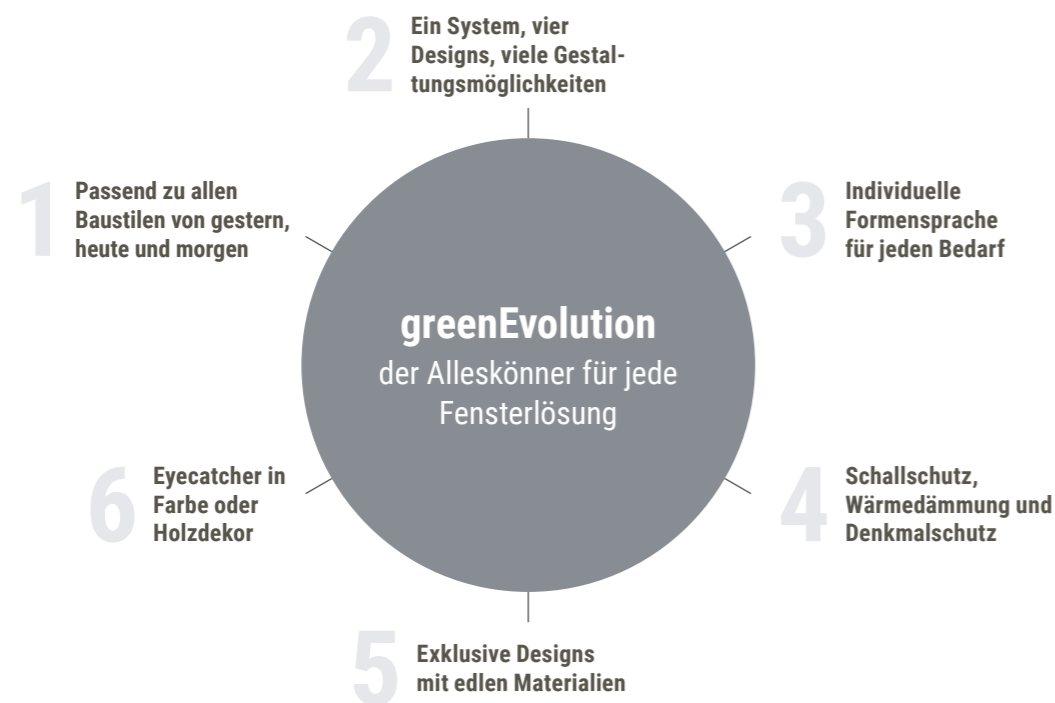 2
Ein System, vier
Designs, viele Gestal-
tungsmöglichkeiten
1
Passend zu allen
Baustilen von gestern,
heute und morgen
3
Individuelle
Formensprache
für jeden Bedarf
greenEvolution
der Alleskönner für jede
Fensterlösung
6
Eyecatcher in
Farbe oder
Holzdekor
4
Schallschutz,
Wärmedämmung und
Denkmalschutz
5
Exklusive Designs
mit edlen Materialien